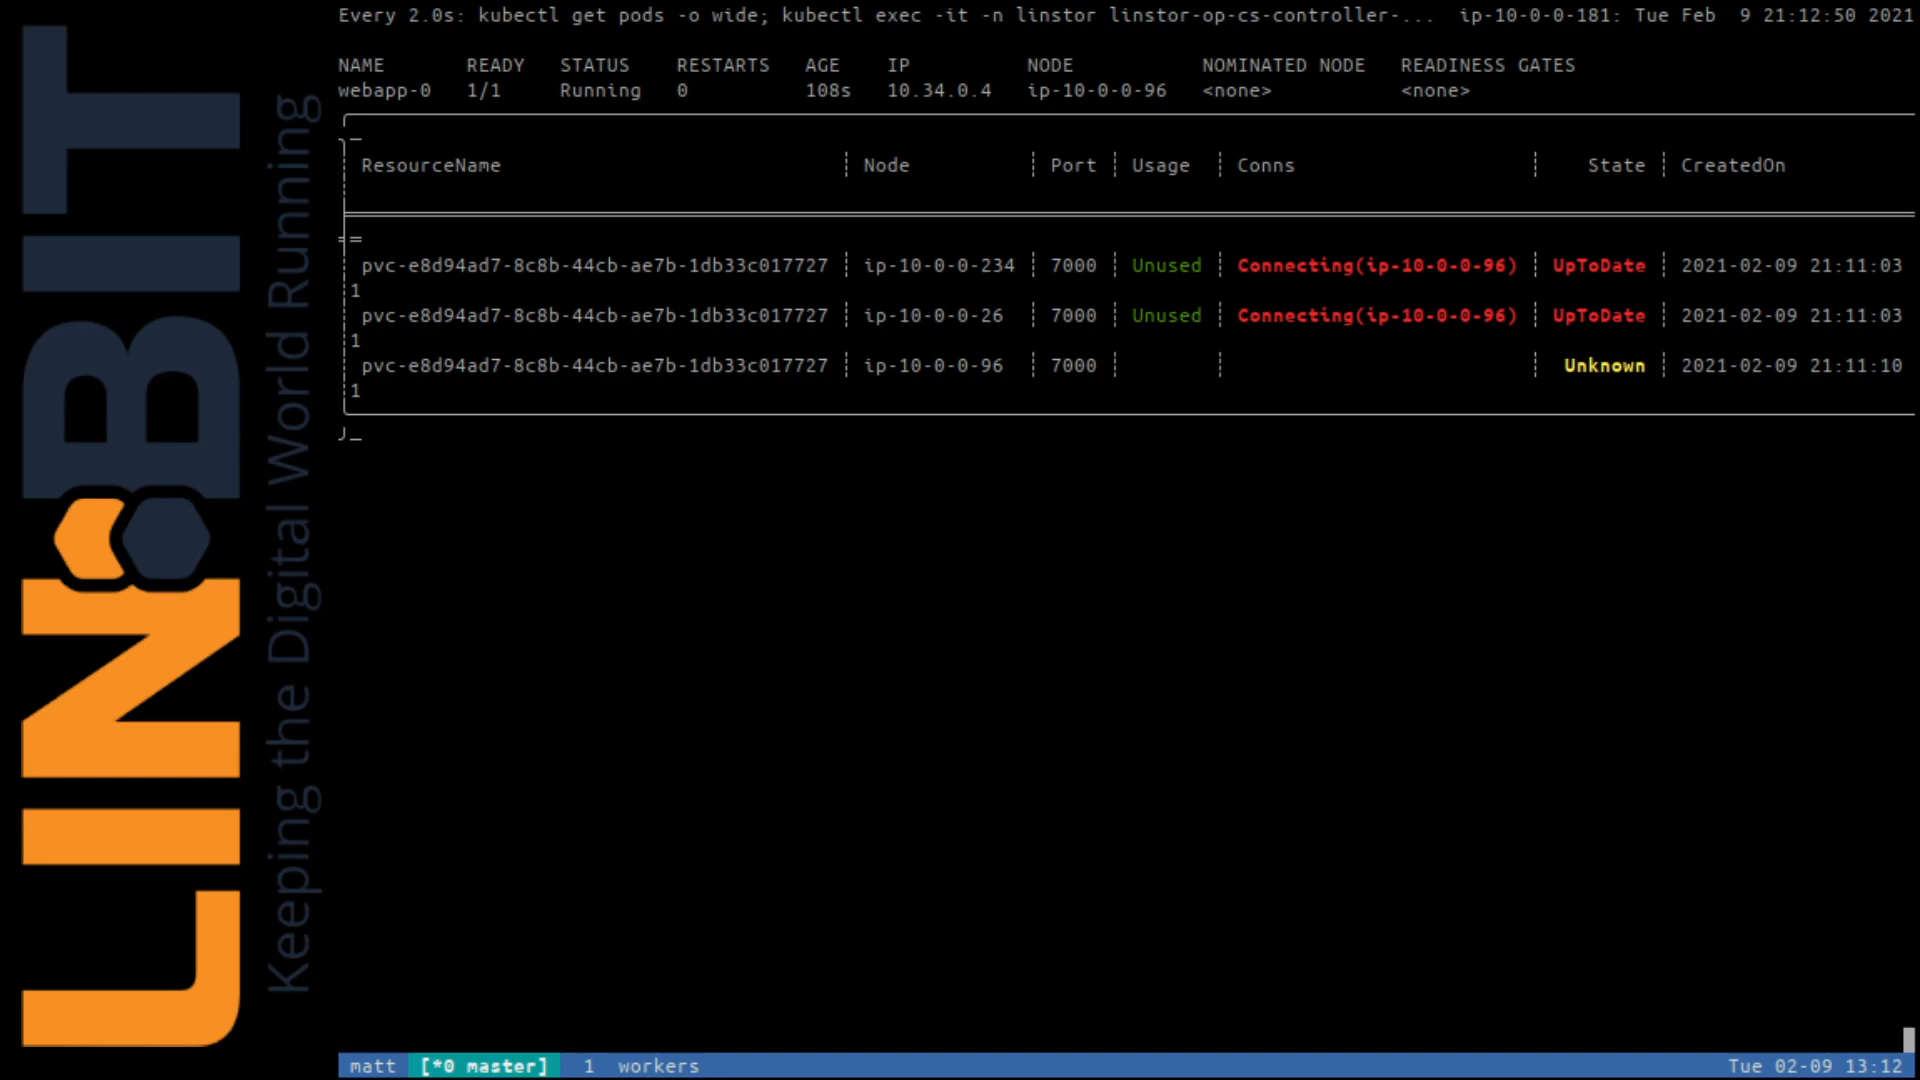 LINBIT
Keeping the Digital World Running
Every 2.0s: kubectl get pods -o wide; kubectl exec -it -n linstor linstor-op-cs-controller-... ip-10-0-0-181: Tue Feb 9 21:12:50 2021
NAME READY STATUS RESTARTS AGE IP NODE NOMINATED NODE READINESS GATES
webapp-0 1/1 Running 0 108s 10.34.0.4 ip-10-0-0-96 <none> <none>
ResourceName ┊ Node ┊ Port ┊ Usage ┊ Conns ┊ State ┊ CreatedOn
pvc-e8d94ad7-8c8b-44cb-ae7b-1db33c017727 ┊ ip-10-0-0-234 ┊ 7000 ┊ Unused ┊ Connecting(ip-10-0-0-96) ┊ UpToDate ┊ 2021-02-09 21:11:03
1
pvc-e8d94ad7-8c8b-44cb-ae7b-1db33c017727 ┊ ip-10-0-0-26 ┊ 7000 ┊ Unused ┊ Connecting(ip-10-0-0-96) ┊ UpToDate ┊ 2021-02-09 21:11:03
1
pvc-e8d94ad7-8c8b-44cb-ae7b-1db33c017727 ┊ ip-10-0-0-96 ┊ 7000 ┊ ┊ ┊ Unknown ┊ 2021-02-09 21:11:10
1
matt [*0 master] 1 workers Tue 02-09 13:12